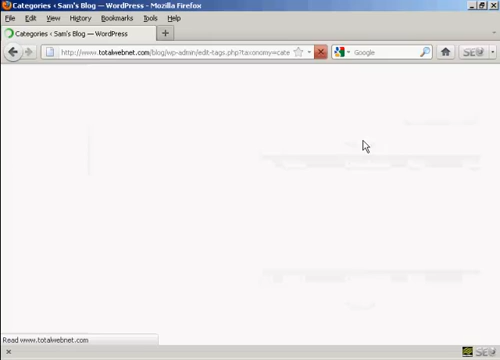 Categories ‹ Sam's Blog — WordPress - Mozilla Firefox
File Edit View History Bookmarks Tools Help
Categories ‹ Sam's Blog — WordPress
http://www.totalwebnet.com/blog/wp-admin/edit-tags.php?taxonomy=cate
Google
SEO
Read www.totalwebnet.com
SEO